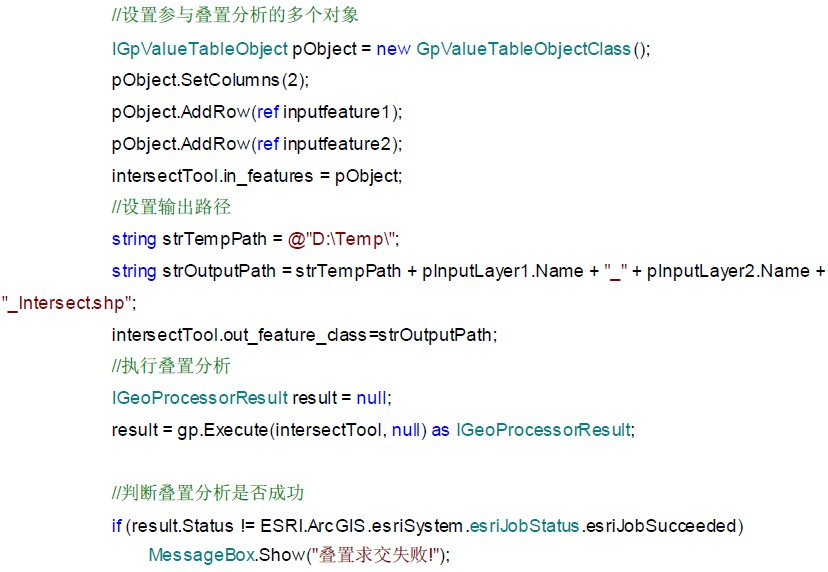 //设置参与叠置分析的多个对象
IGpValueTableObject pObject = new GpValueTableObjectClass();
pObject.SetColumns(2);
pObject.AddRow(ref inputfeature1);
pObject.AddRow(ref inputfeature2);
intersectTool.in_features = pObject;
//设置输出路径
string strTempPath = @"D:\Temp\";
string strOutputPath = strTempPath + pInputLayer1.Name + "_" + pInputLayer2.Name +
"_Intersect.shp";
intersectTool.out_feature_class=strOutputPath;
//执行叠置分析
IGeoProcessorResult result = null;
result = gp.Execute(intersectTool, null) as IGeoProcessorResult;
//判断叠置分析是否成功
if (result.Status != ESRI.ArcGIS.esriSystem.esriJobStatus.esriJobSucceeded)
MessageBox.Show("叠置求交失败!");